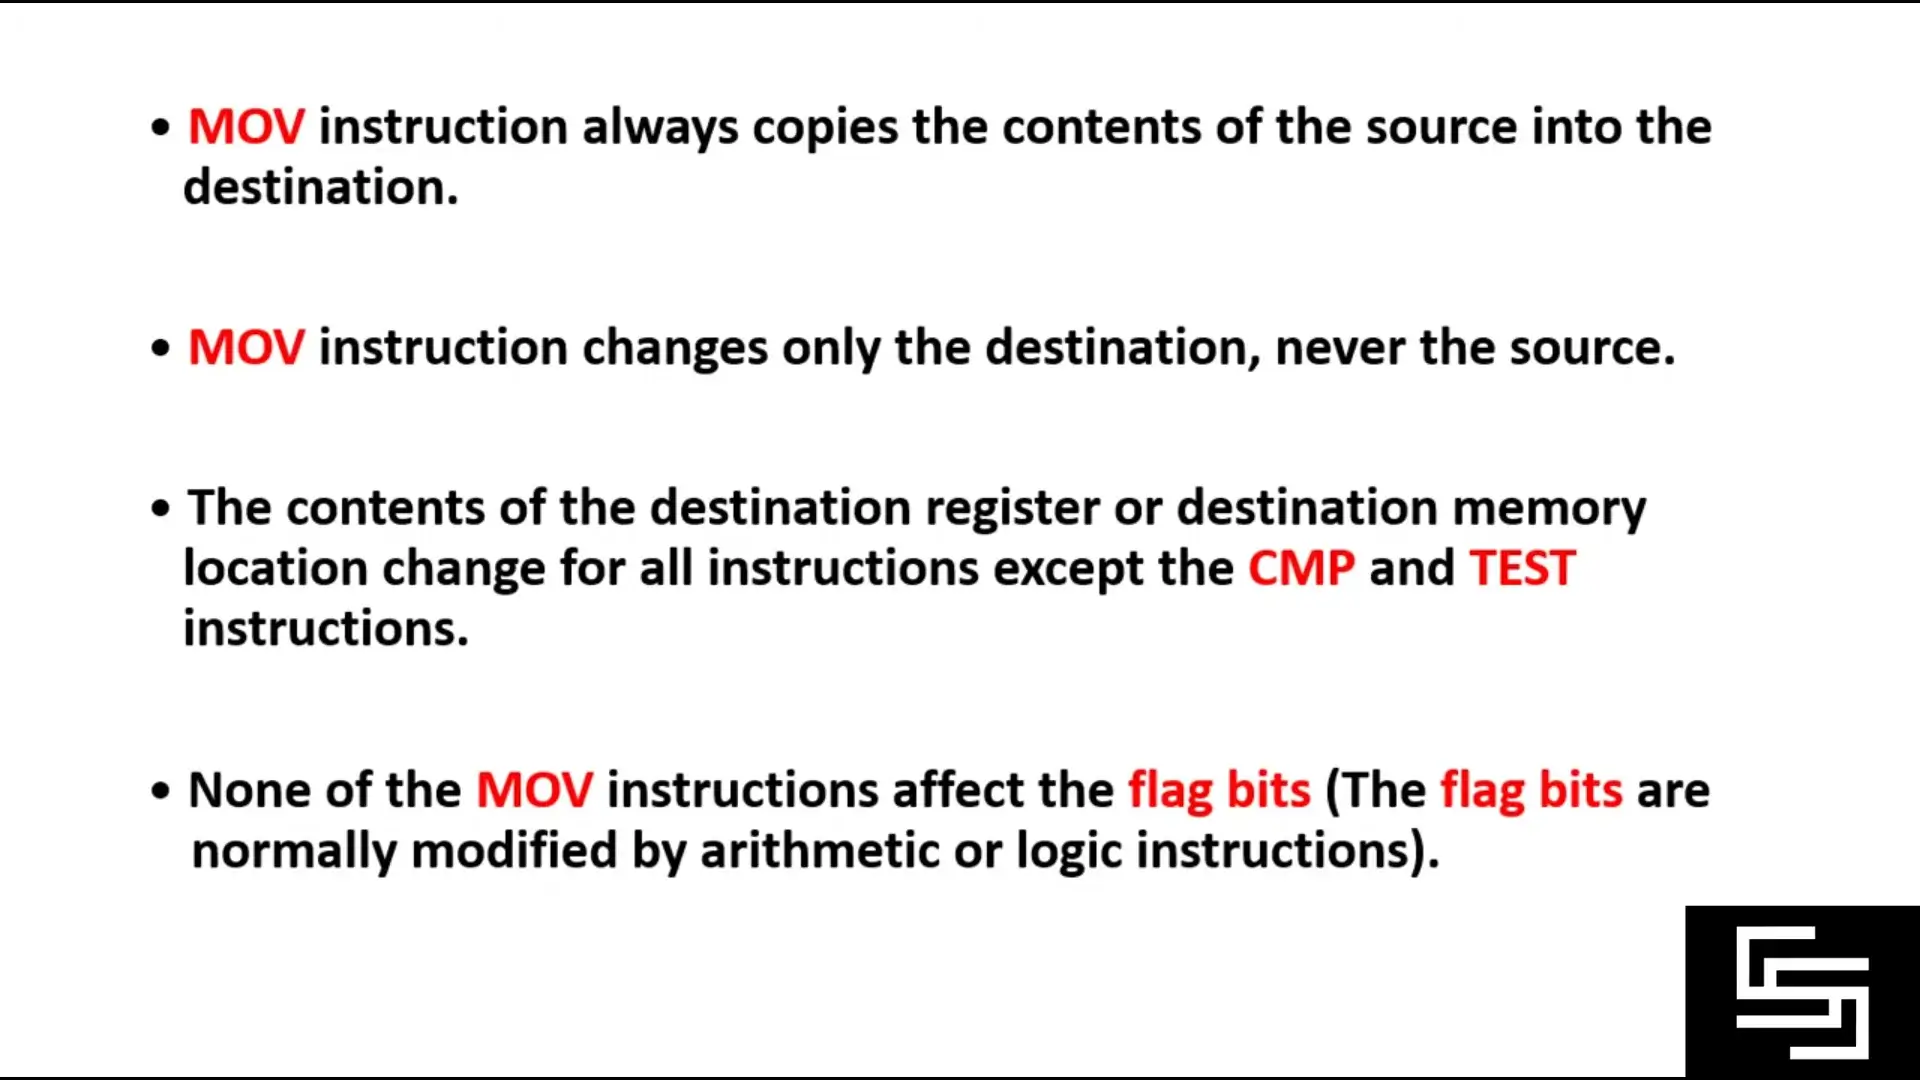 • MOV instruction always copies the contents of the source into the
destination.
• MOV instruction changes only the destination, never the source.
• The contents of the destination register or destination memory
location change for all instructions except the CMP and TEST
instructions.
• None of the MOV instructions affect the flag bits (The flag bits are
normally modified by arithmetic or logic instructions).